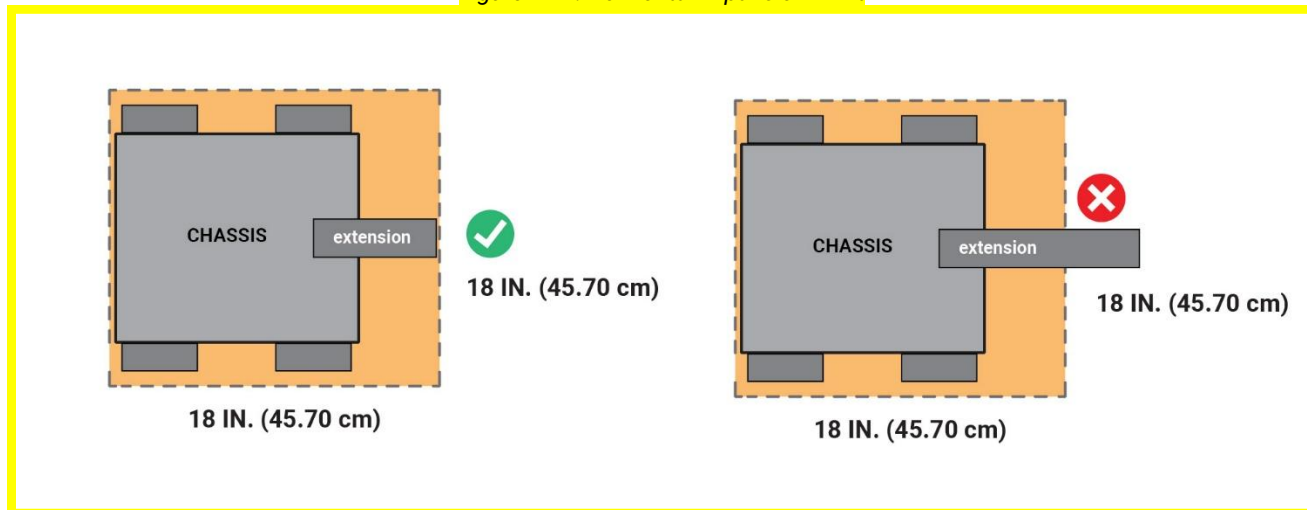 CHASSIS
extension
18 IN. (45.70 cm)
18 IN. (45.70 cm)
CHASSIS
extension
18 IN. (45.70 cm)
18 IN. (45.70 cm)